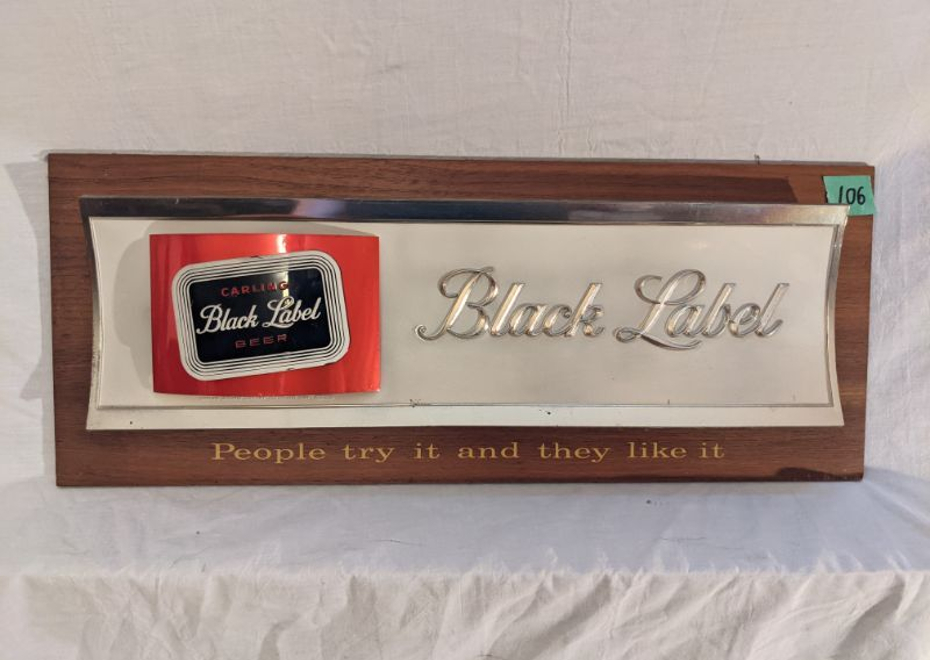 106
CARLING
Black Label
BEER
Black Label
People try it and they like it